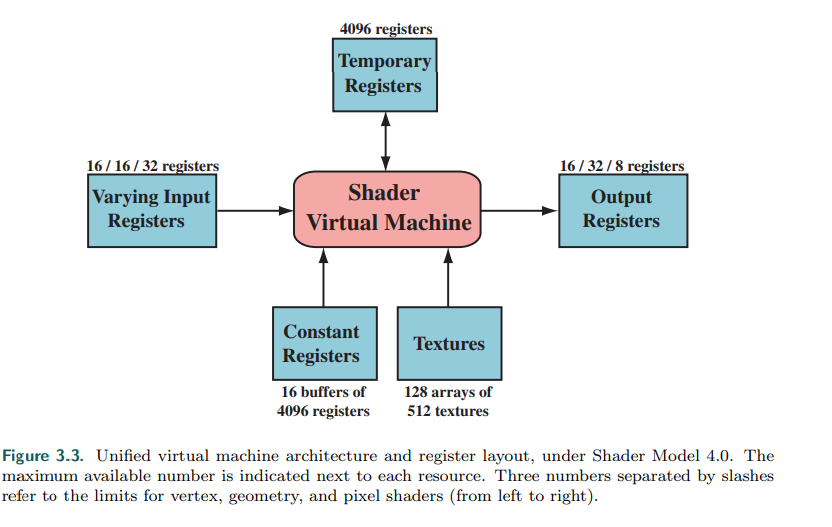 4096 registers
Temporary
Registers
16 / 16 / 32 registers
Varying Input
Registers
Shader
Virtual Machine
16 / 32 / 8 registers
Output
Registers
Constant
Registers
16 buffers of
4096 registers
Textures
128 arrays of
512 textures
Figure 3.3. Unified virtual machine architecture and register layout, under Shader Model 4.0. The
maximum available number is indicated next to each resource. Three numbers separated by slashes
refer to the limits for vertex, geometry, and pixel shaders (from left to right).